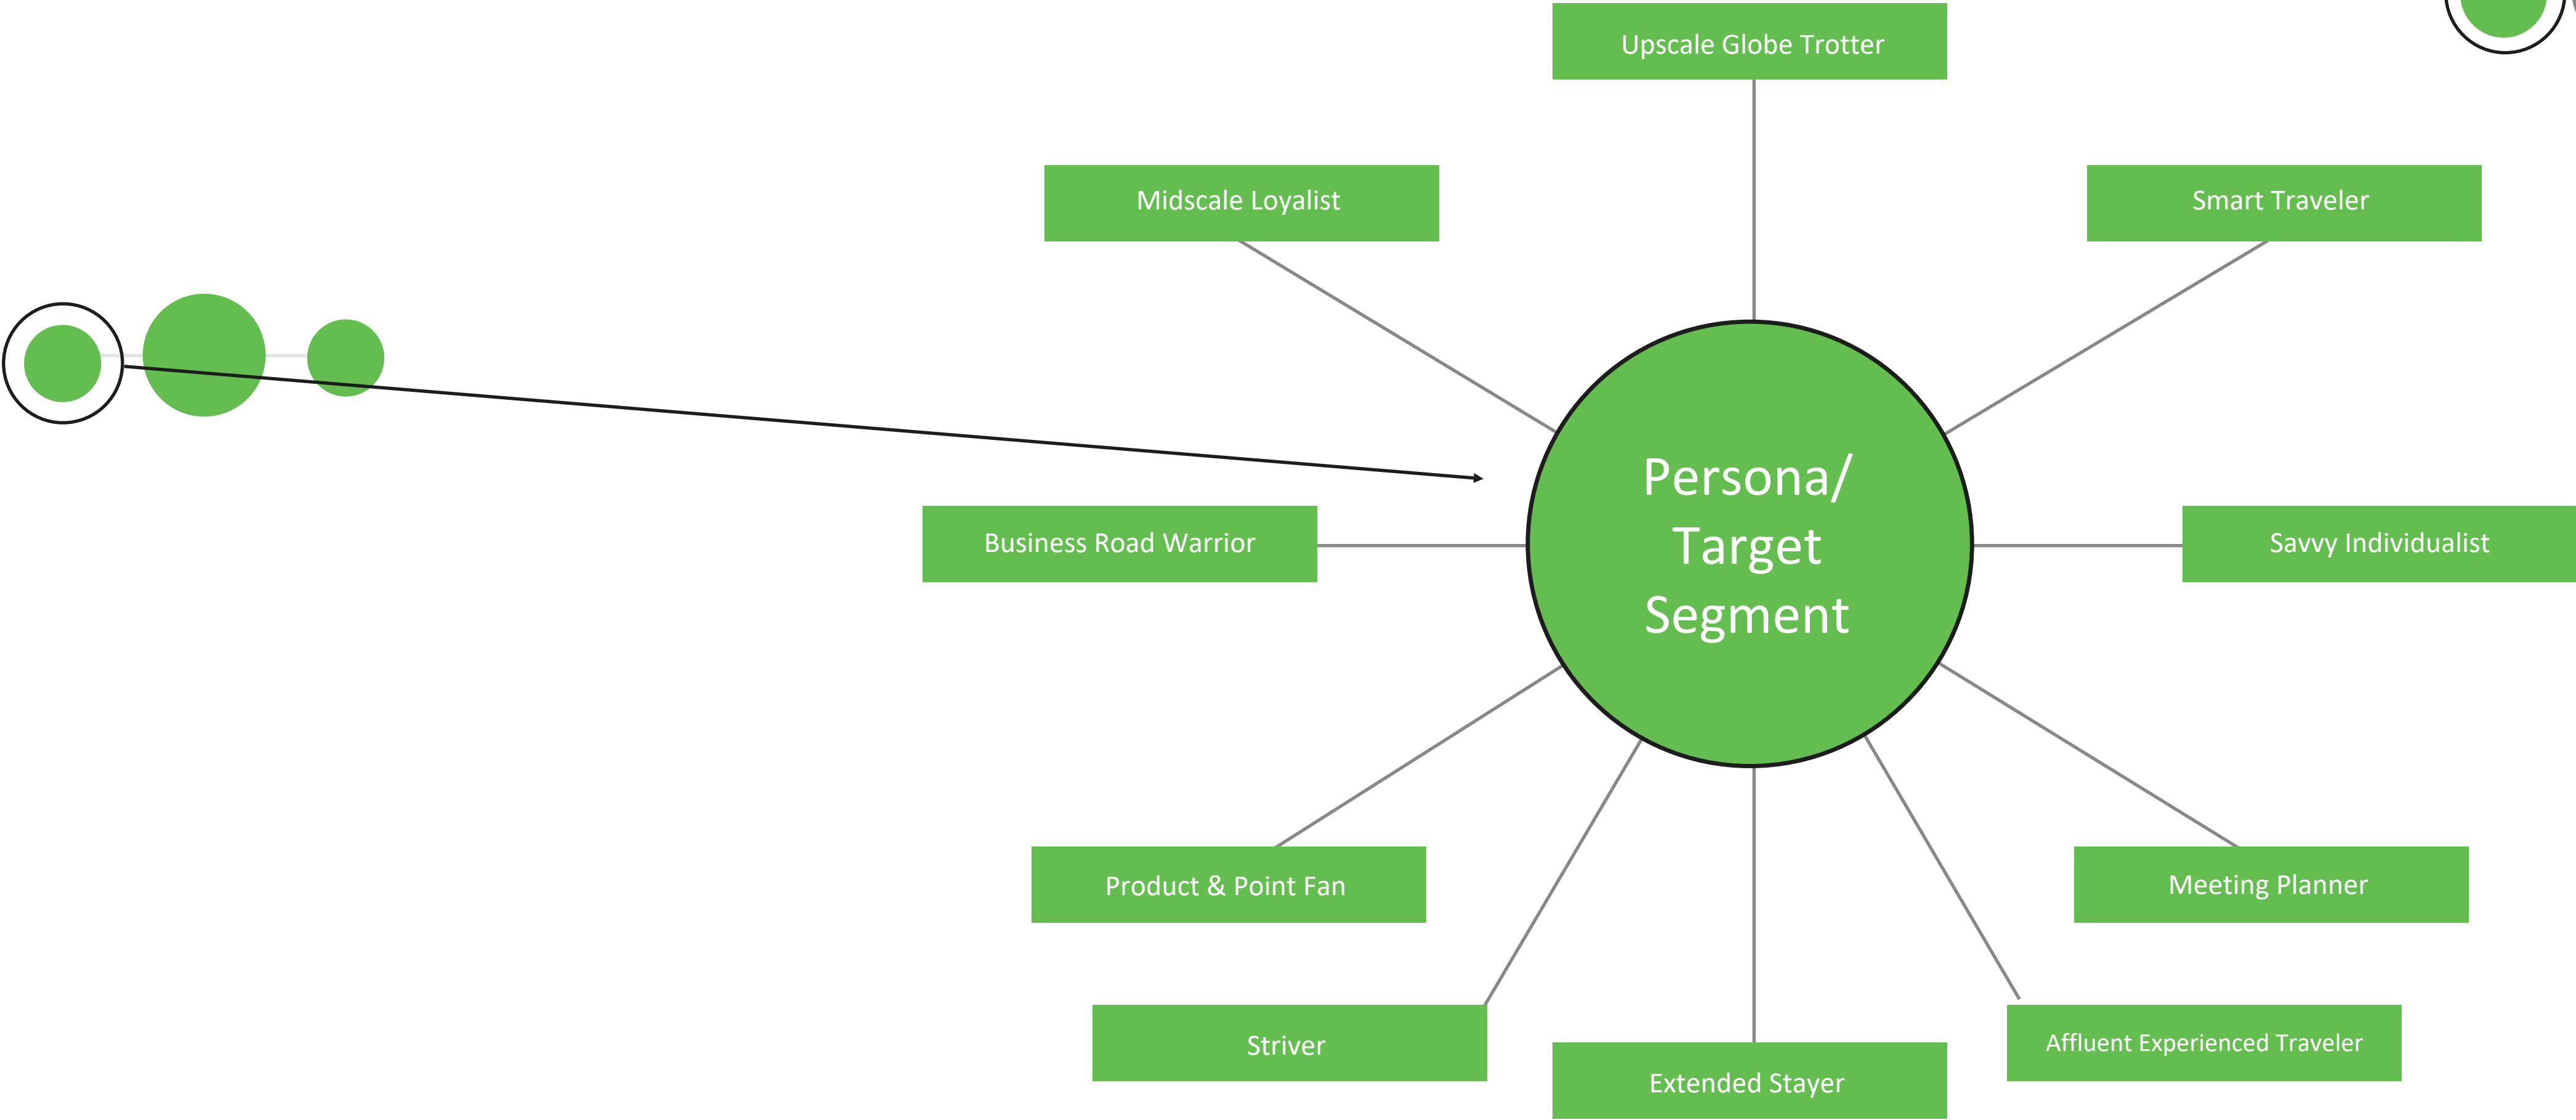 Upscale Globe Trotter
Midscale Loyalist
Smart Traveler
Persona/
Target
Segment
Business Road Warrior
Savvy Individualist
Product & Point Fan
Meeting Planner
Striver
Affluent Experienced Traveler
Extended Stayer